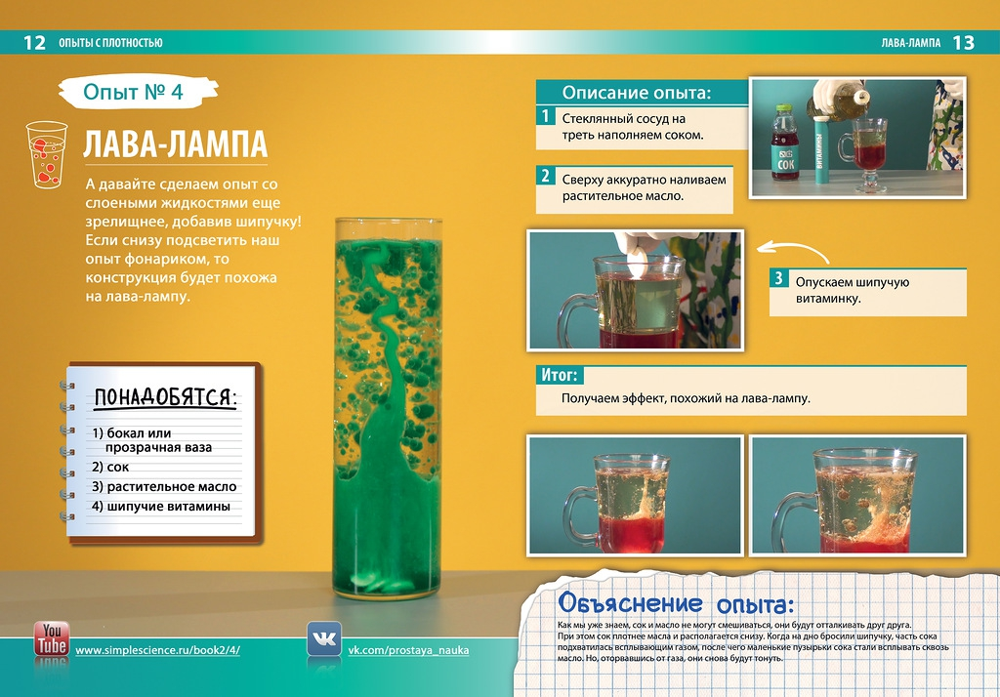 12 ОПЫТЫ С ПЛОТНОСТЬЮ
Опыт № 4
ЛАВА-ЛАМПА
А давайте сделаем опыт со
слоеными жидкостями еще
зрелищнее, добавив шипучку!
Если снизу подсветить наш
опыт фонариком, то
конструкция будет похожа
на лава-лампу.
ПОНАДОБЯТСЯ:
1) бокал или
прозрачная ваза
2) сок
3) растительное масло
4) шипучие витамины
You
Tube
www.simplescience.ru/book2/4/
vk.com/prostaya_nauka
ЛАВА-ЛАМПА 13
Описание опыта:
1 Стеклянный сосуд на
треть наполняем соком.
СОК
ВИТАМИНЫ
2 Сверху аккуратно наливаем
растительное масло.
3 Опускаем шипучую
витаминку.
Итог:
Получаем эффект, похожий на лава-лампу.
Объяснение опыта:
Как мы уже знаем, сок и масло не могут смешиваться, они будут отталкивать друг друга.
При этом сок плотнее масла и располагается снизу. Когда на дно бросили шипучку, часть сока
подхватилась всплывающим газом, после чего маленькие пузырьки сока стали всплывать сквозь
масло. Но, оторвавшись от газа, они снова будут тонуть.